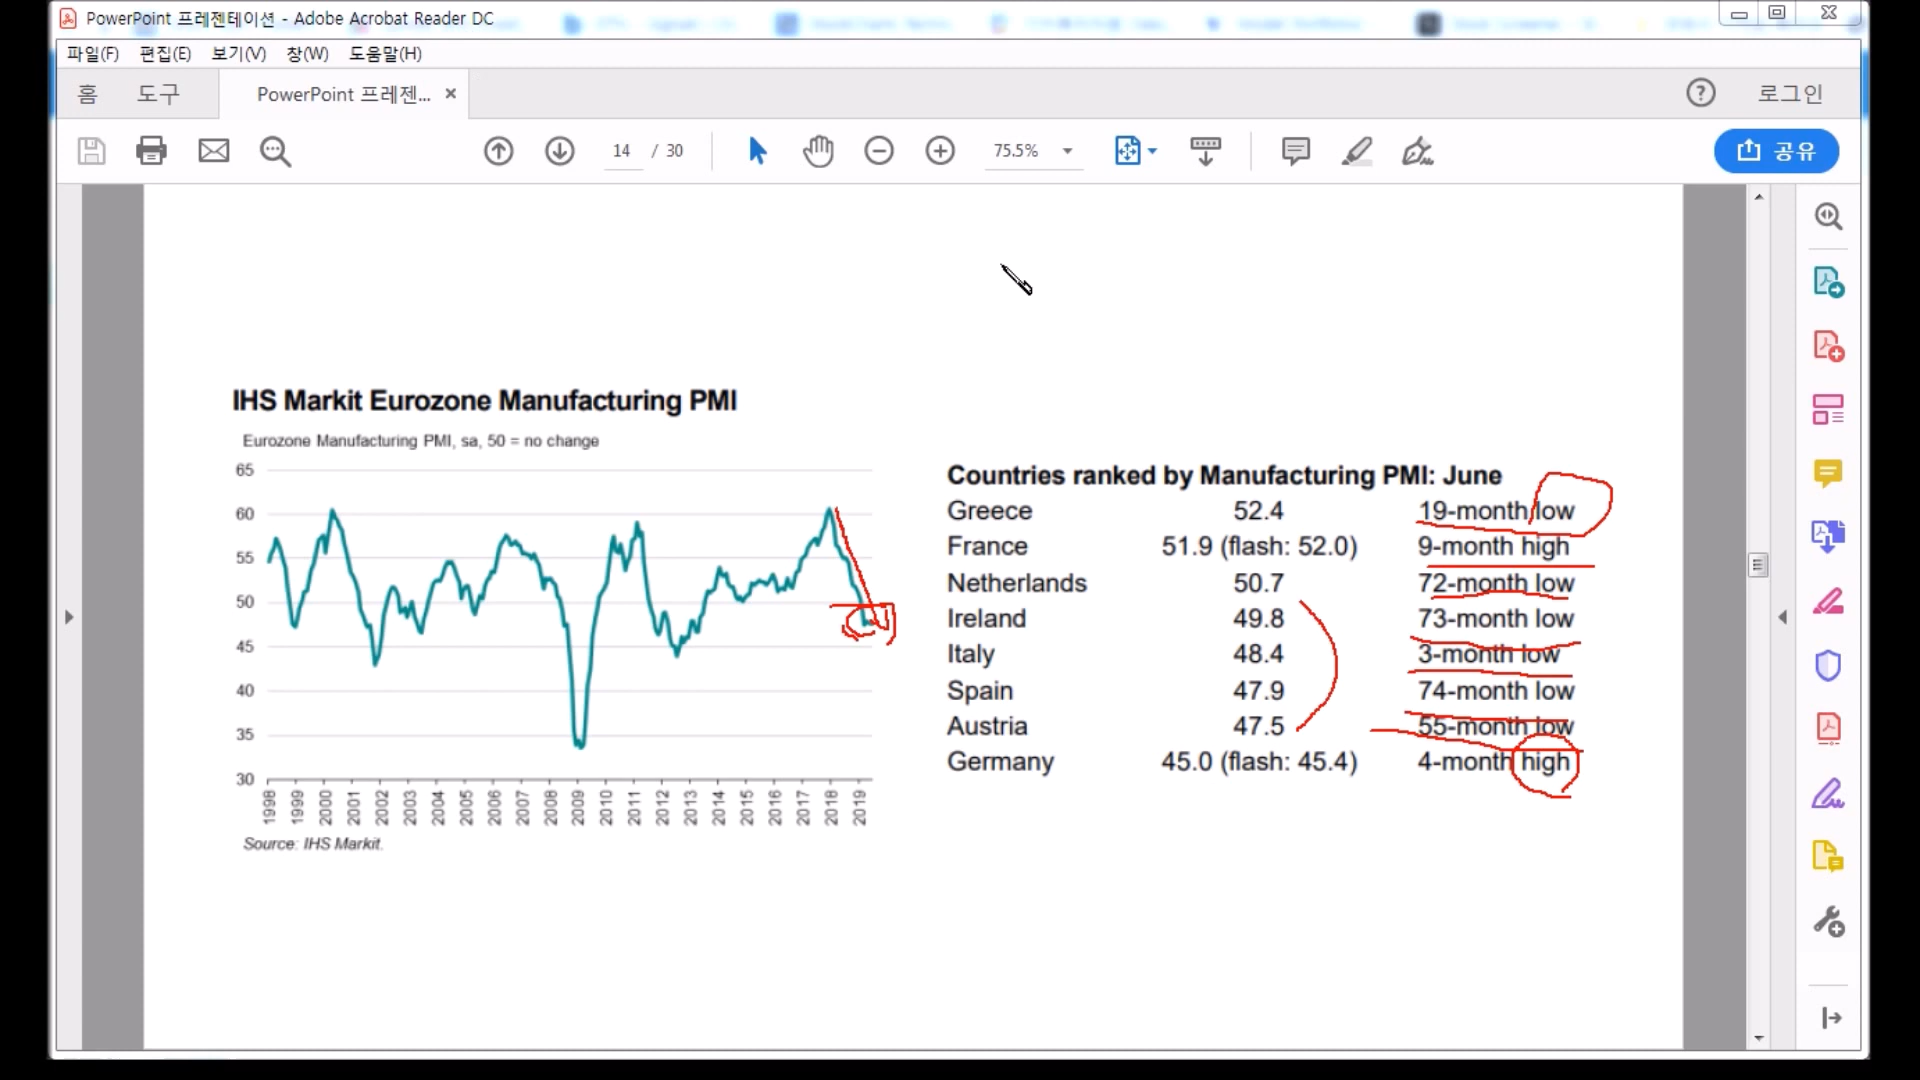 PowerPoint 프레젠테이션 - Adobe Acrobat Reader DC
파일(F) 편집(E) 보기(V) 창(W) 도움말(H)
홈 도구 PowerPoint 프레젠... × ? 로그인
14 / 30 75.5% 공유
IHS Markit Eurozone Manufacturing PMI
Eurozone Manufacturing PMI, sa, 50 = no change
65
60
55
50
45
40
35
30
1998 1999 2000 2001 2002 2003 2004 2005 2006 2007 2008 2009 2010 2011 2012 2013 2014 2015 2016 2017 2018 2019
Source: IHS Markit.
Countries ranked by Manufacturing PMI: June
Greece 52.4 19-month low
France 51.9 (flash: 52.0) 9-month high
Netherlands 50.7 72-month low
Ireland 49.8 73-month low
Italy 48.4 3-month low
Spain 47.9 74-month low
Austria 47.5 55-month low
Germany 45.0 (flash: 45.4) 4-month high